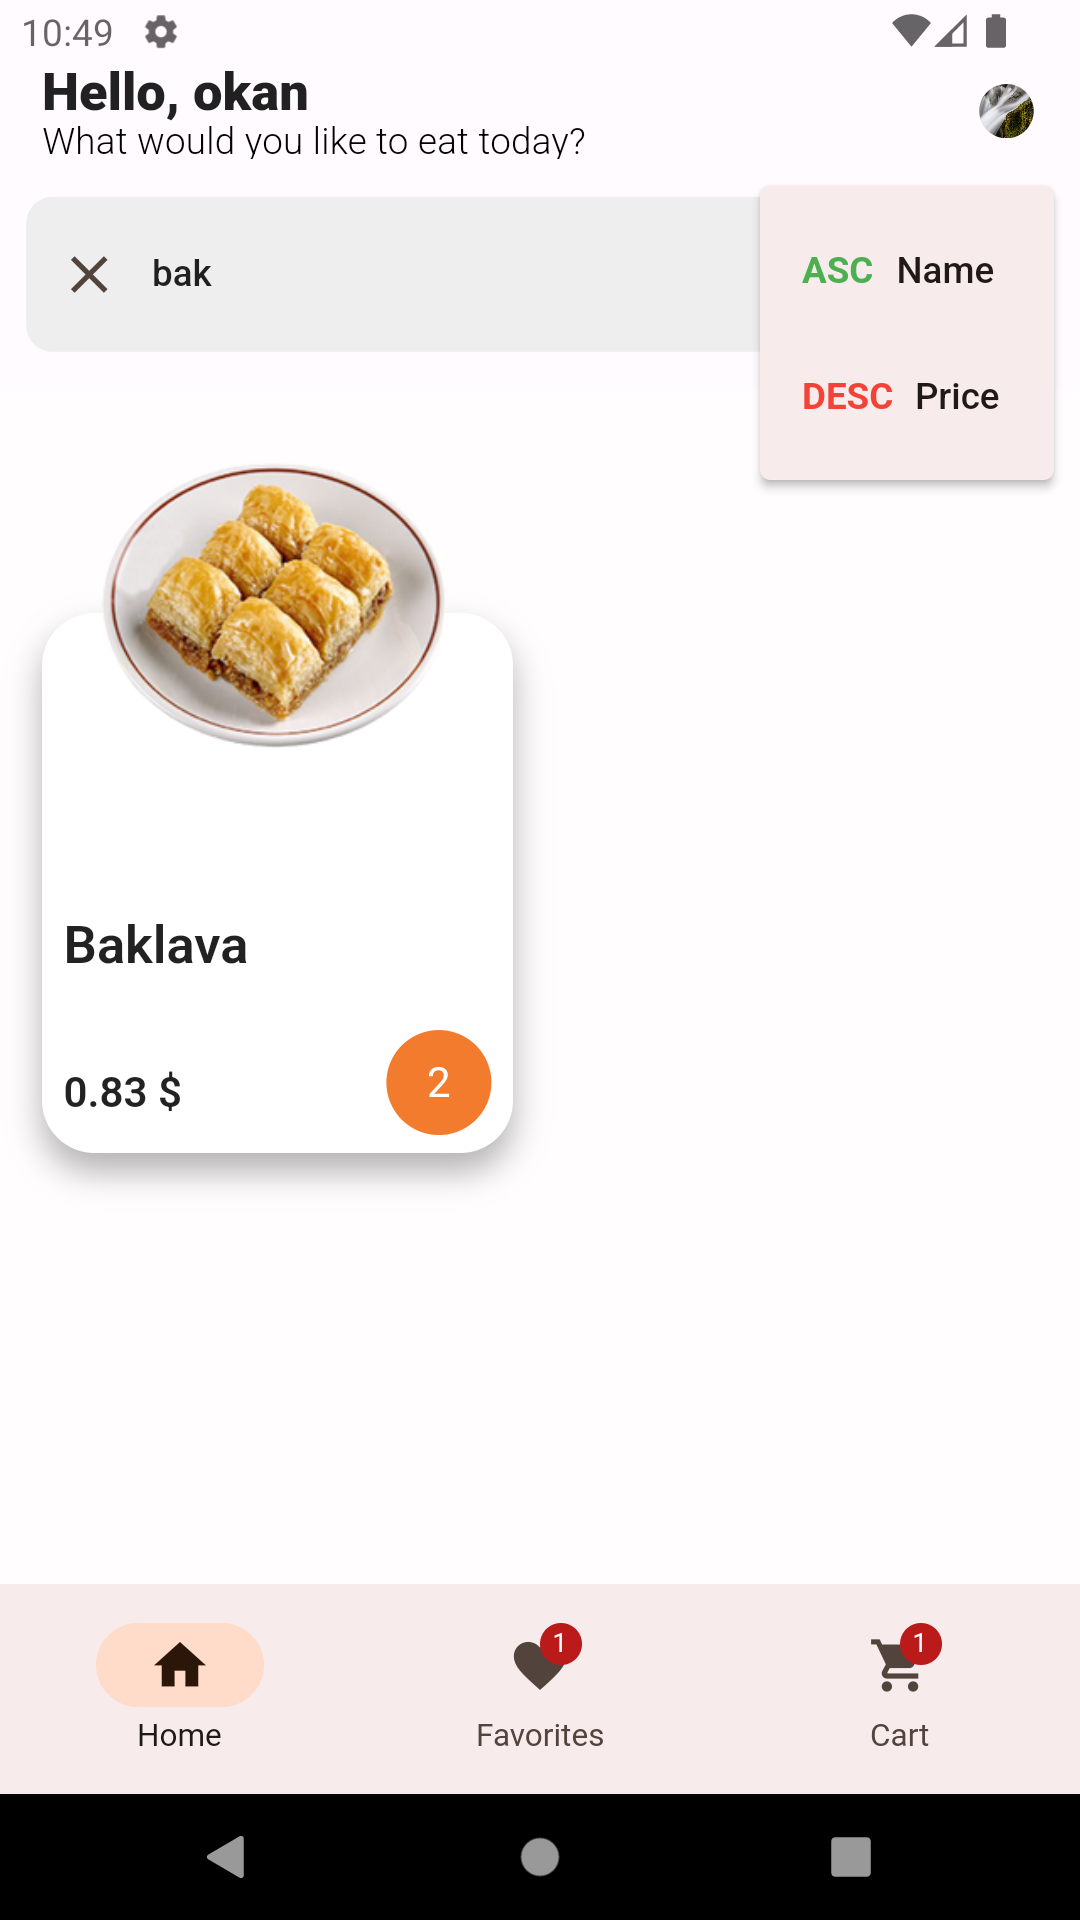 10:49
Hello, okan
What would you like to eat today?
bak
ASC Name
DESC Price
Baklava
0.83 $
2
1
1
Home
Favorites
Cart